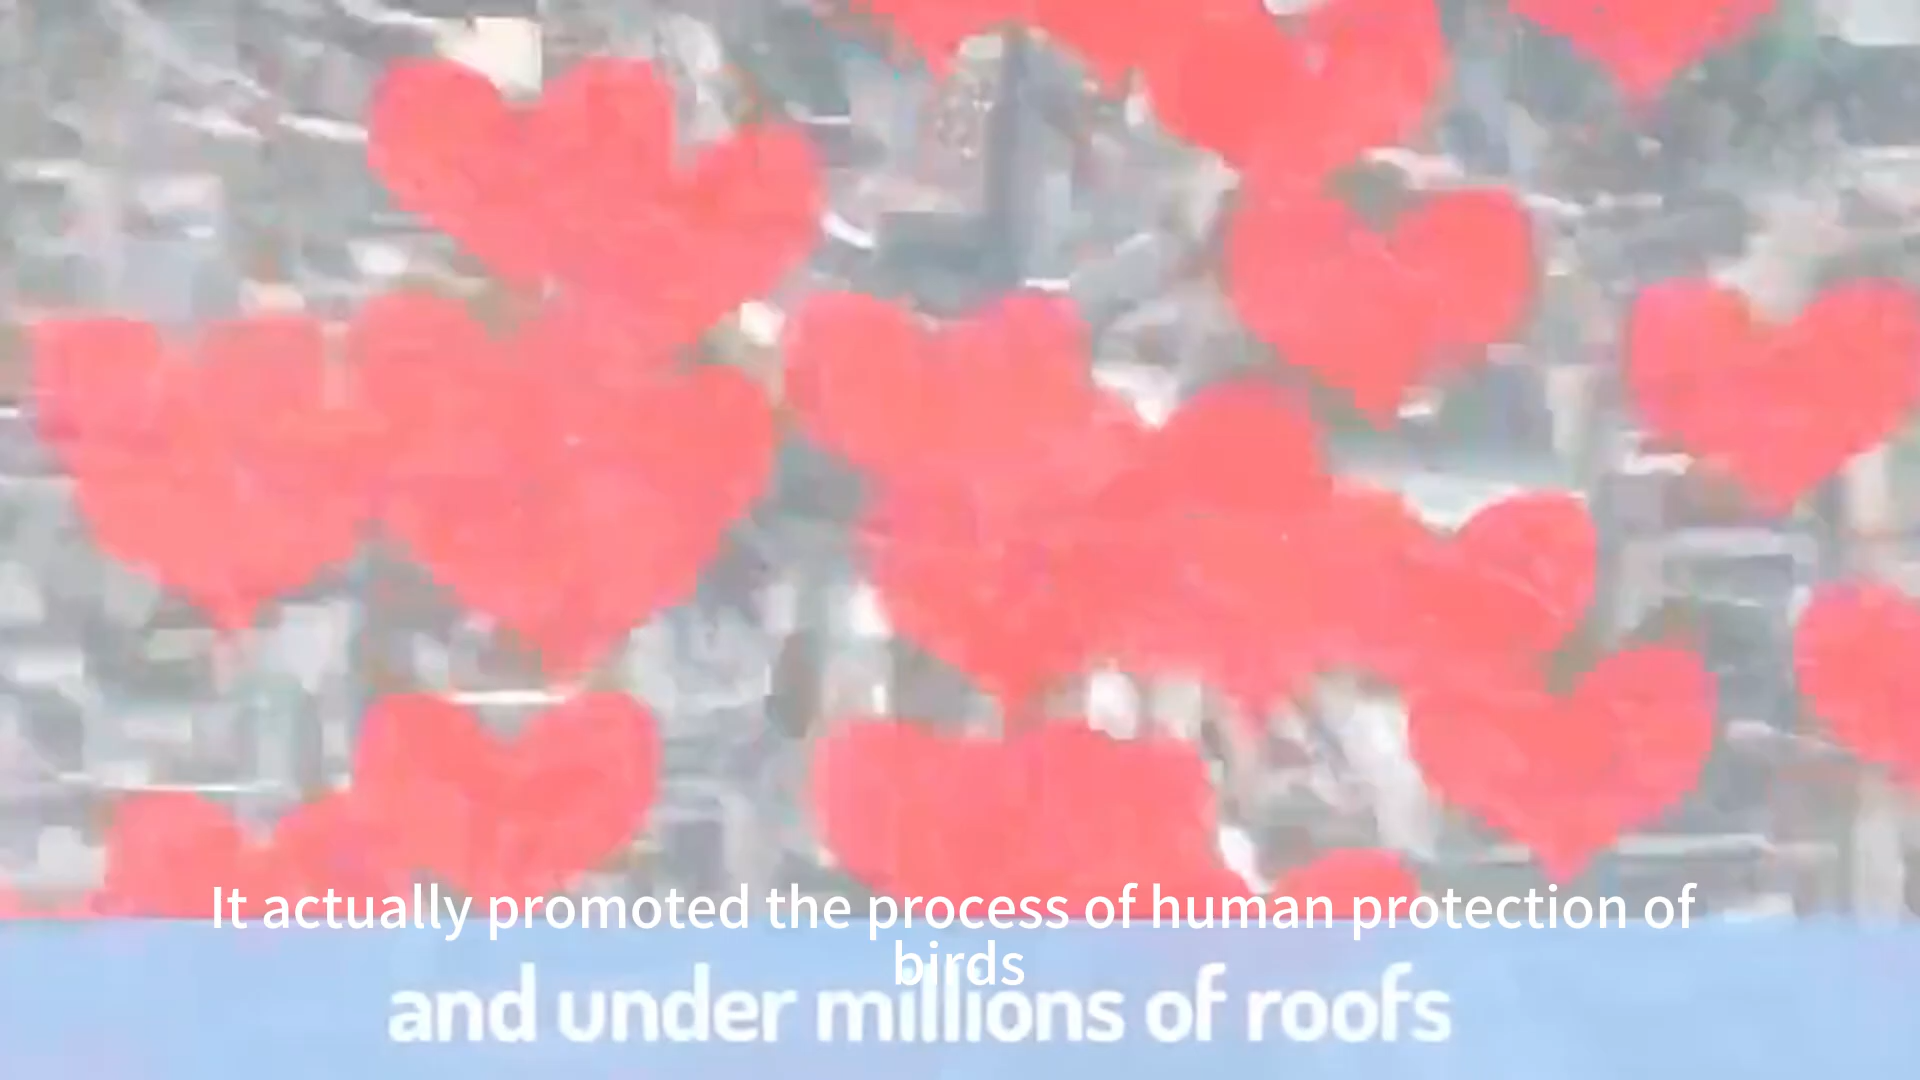 It actually promoted the process of human protection of
birds
and under millions of roofs